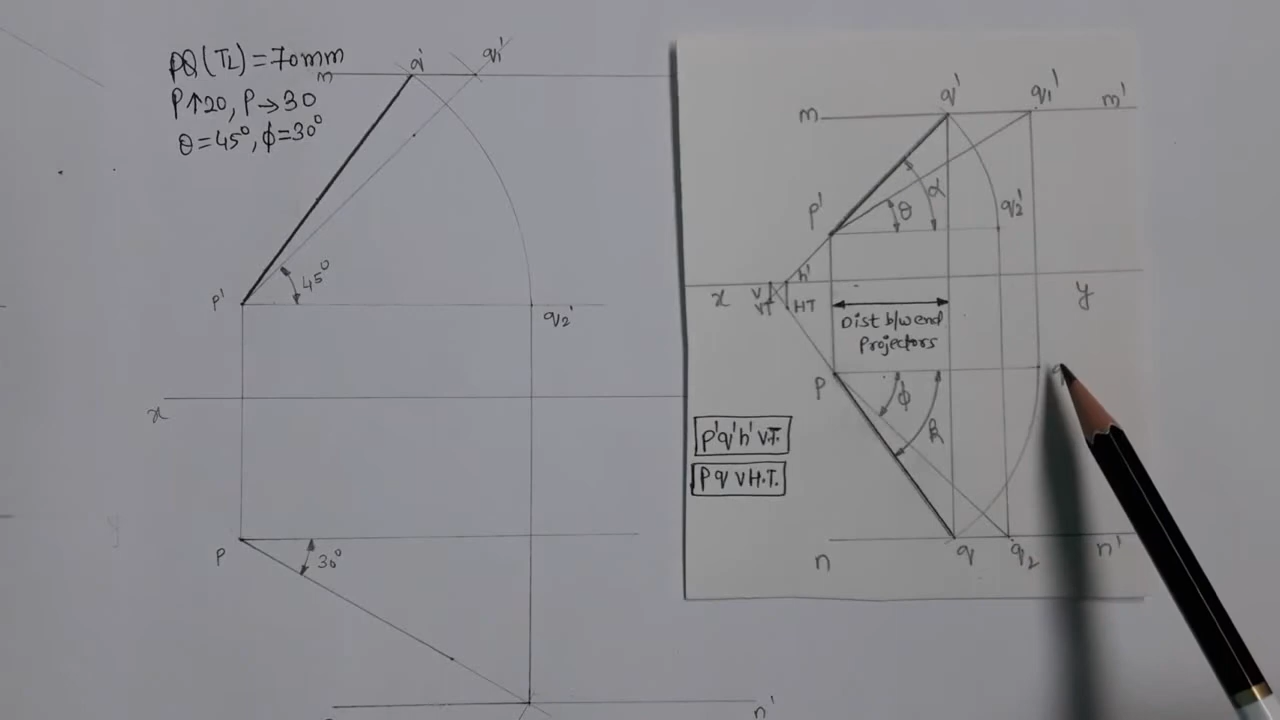 PQ(TL)=70mm
P↑20, P→30
θ=45°, ϕ=30°
m
q'
q1'
45°
p'
q2'
x
p
30°
n'
y
m
q'
q1'
m'
p'
θ
α
q2'
h'
x
V
VT
HT
y
Dist b/w end
Projectors
p
ϕ
β
p'q'h'V.T.
pqvH.T.
n
q
q2
n'